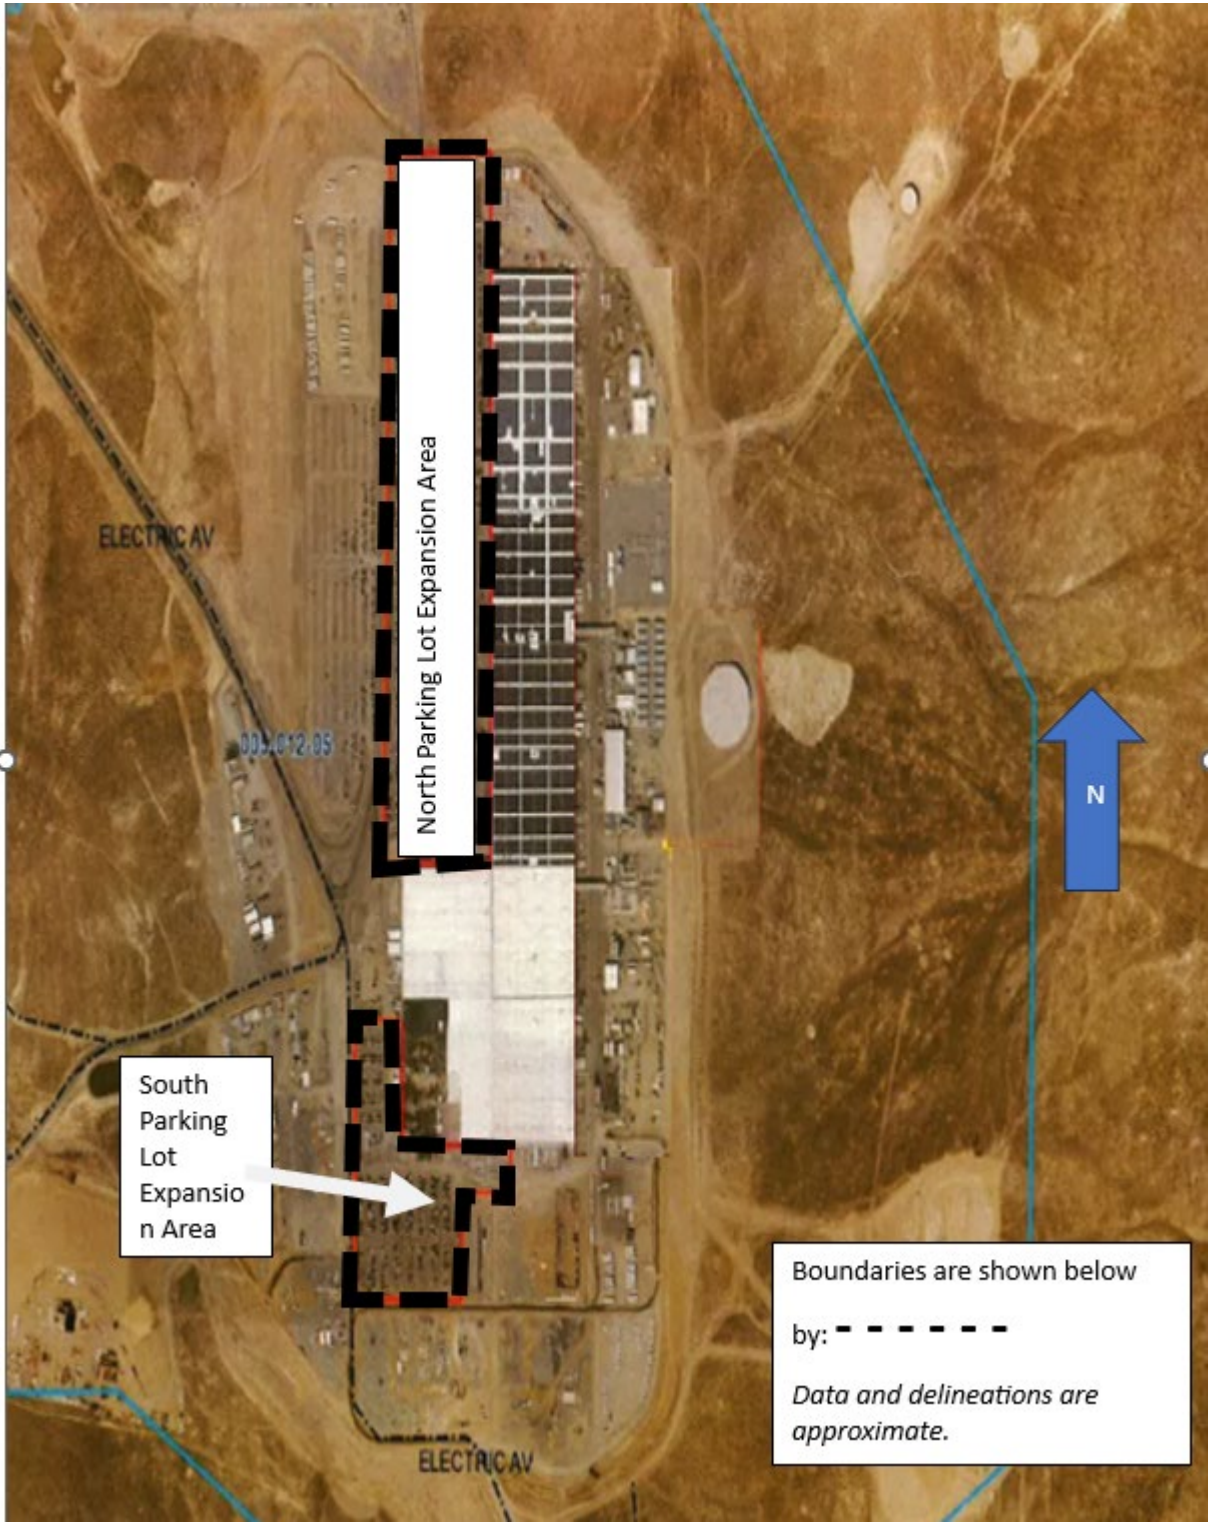 North Parking Lot Expansion Area
ELECTRIC AV
N
South
Parking
Lot
Expansio
n Area
Boundaries are shown below
by:
Data and delineations are
approximate.
ELECTRIC AV